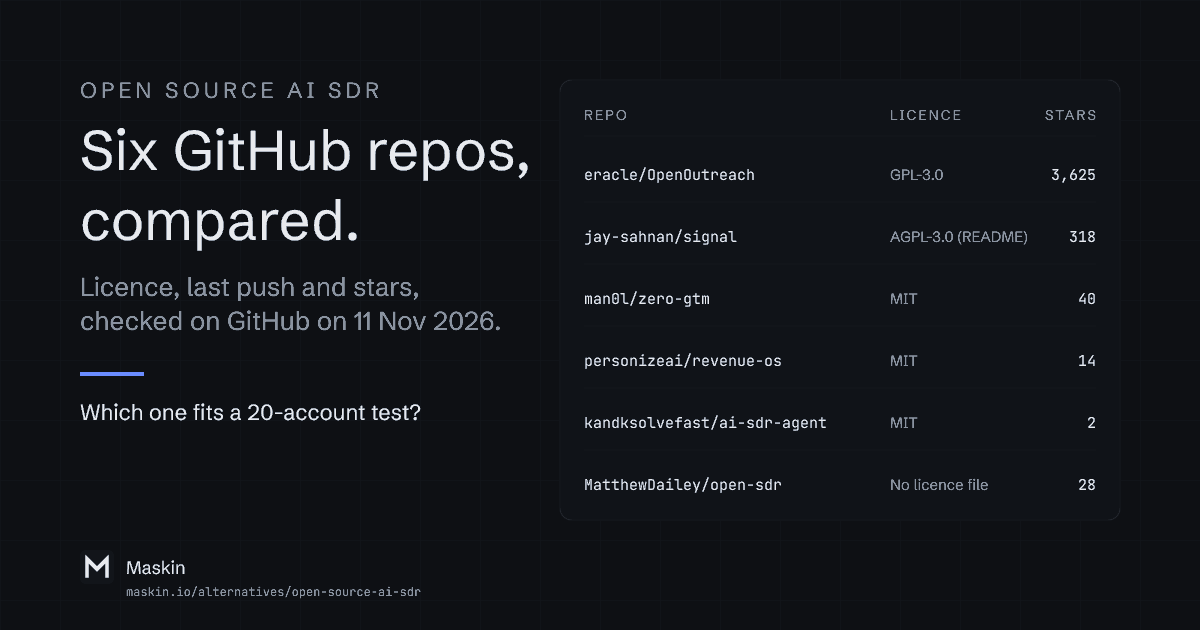 OPEN SOURCE AI SDR
Six GitHub repos,
compared.
Licence, last push and stars,
checked on GitHub on 11 Nov 2026.
Which one fits a 20-account test?
REPO LICENCE STARS
eracle/OpenOutreach GPL-3.0 3,625
jay-sahnan/signal AGPL-3.0 (README) 318
man0l/zero-gtm MIT 40
personizeai/revenue-os MIT 14
kandksolvefast/ai-sdr-agent MIT 2
MatthewDailey/open-sdr No licence file 28
Maskin
maskin.io/alternatives/open-source-ai-sdr